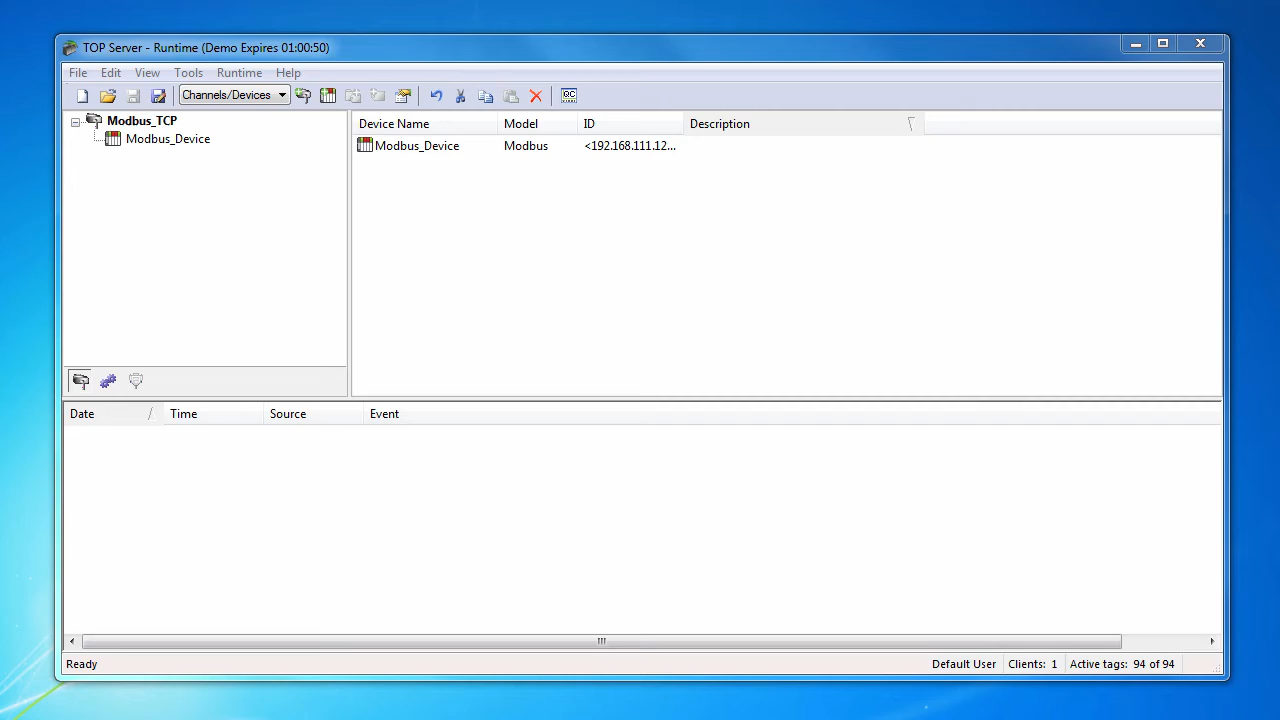 TOP Server - Runtime (Demo Expires 01:00:50)
File Edit View Tools Runtime Help
Channels/Devices
QC
Modbus_TCP
Modbus_Device
Device Name Model ID Description
Modbus_Device Modbus <192.168.111.12...
Date Time Source Event
Ready Default User Clients: 1 Active tags: 94 of 94